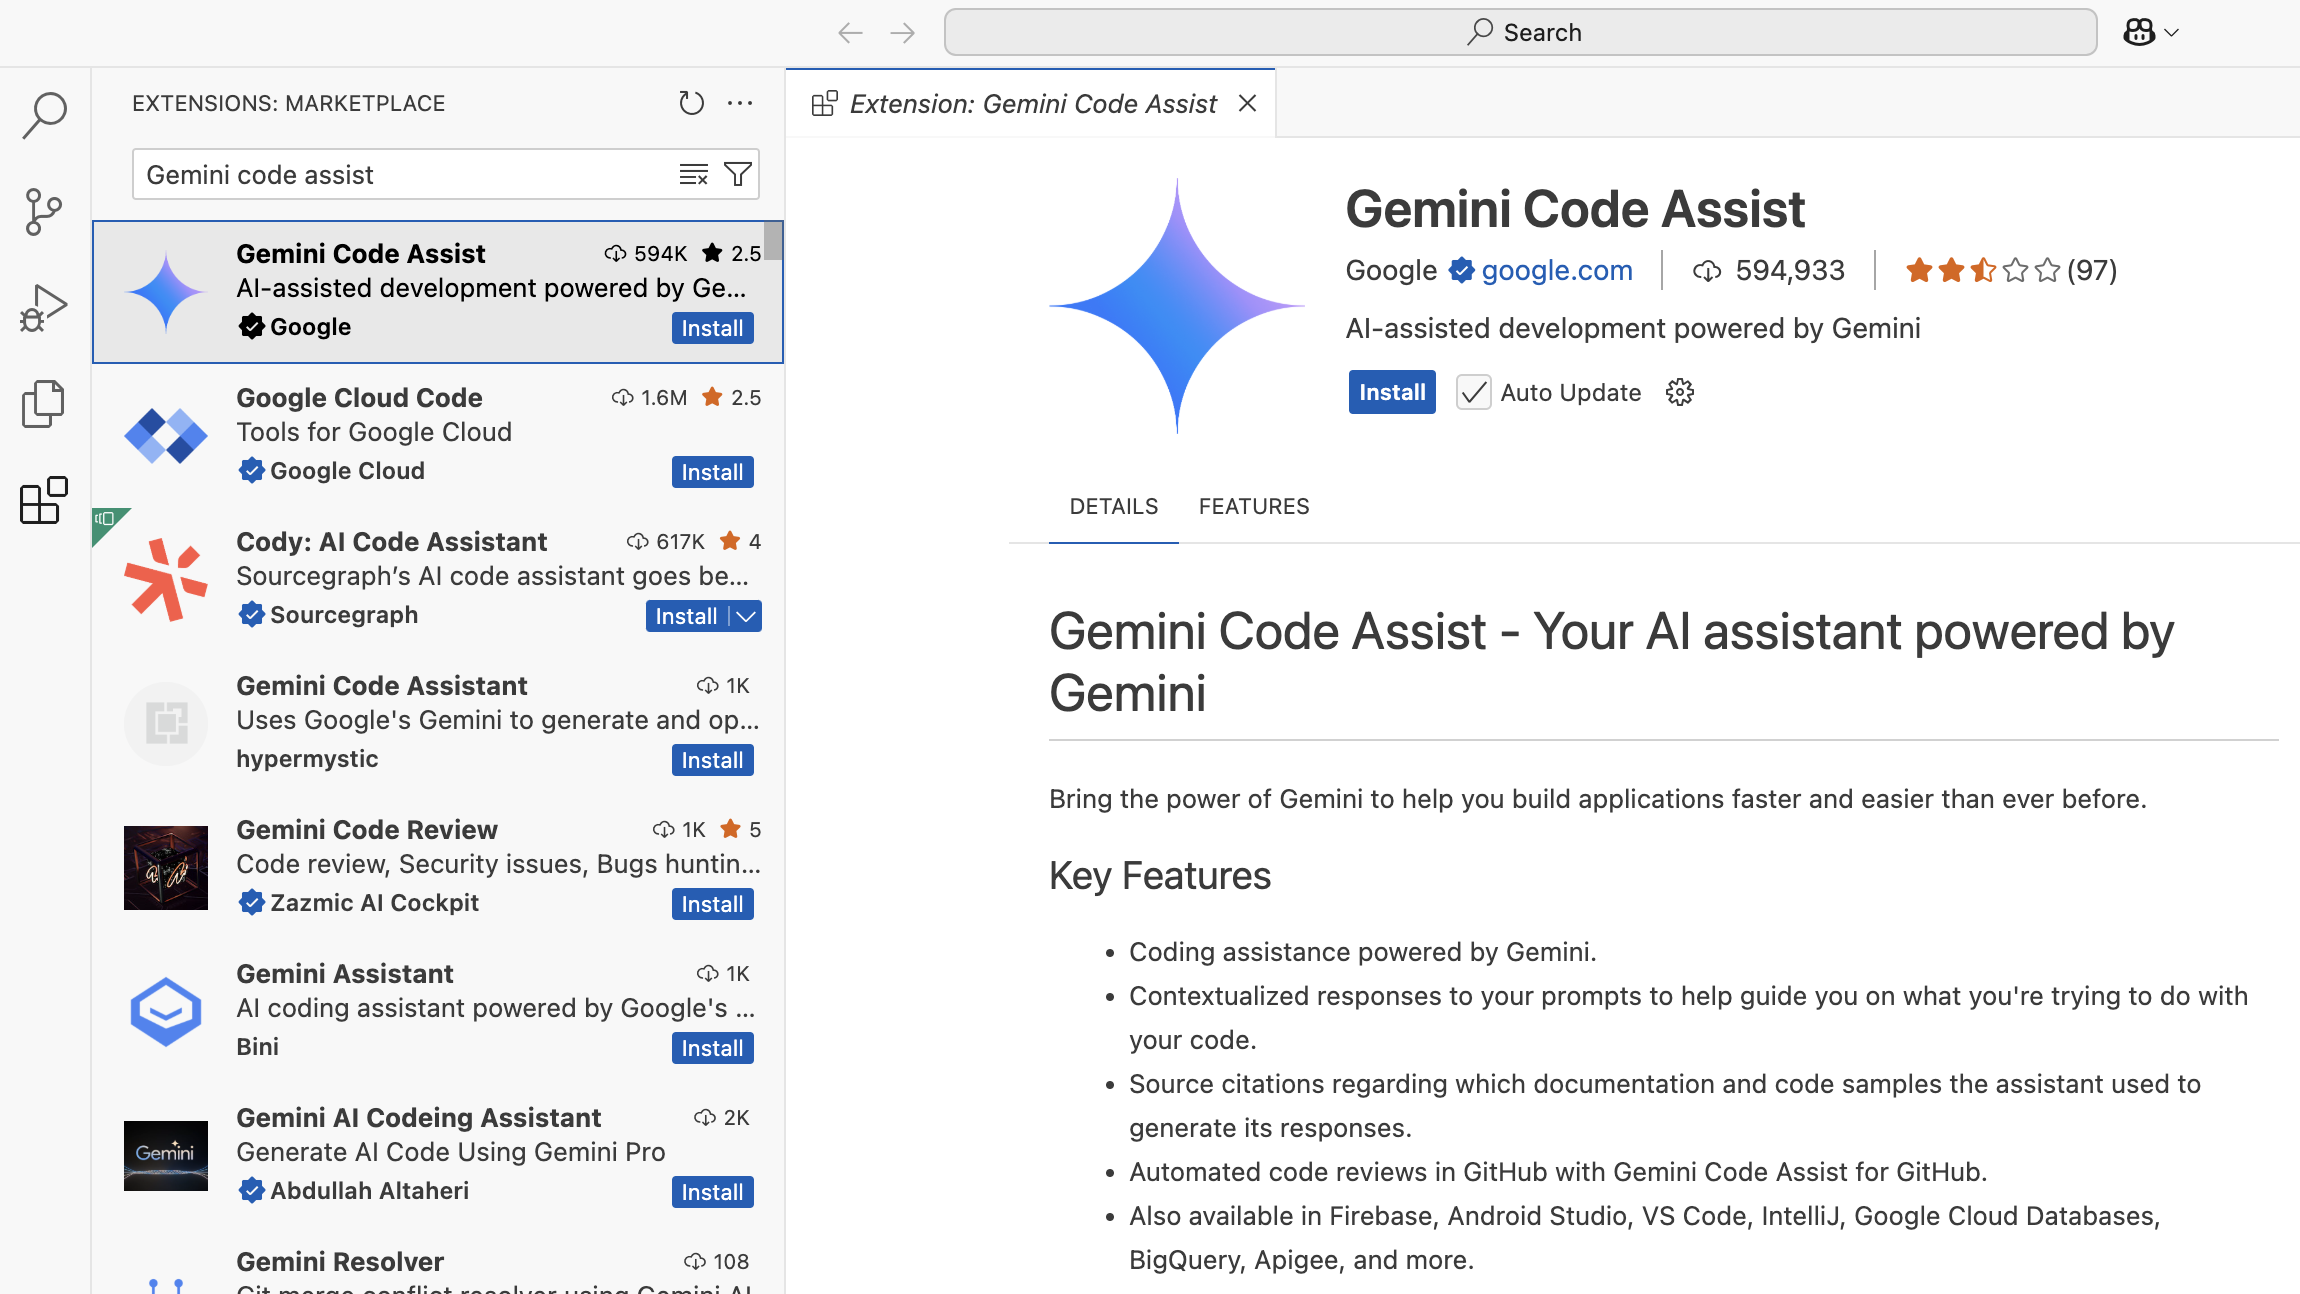 Search
EXTENSIONS: MARKETPLACE
Gemini code assist
Gemini Code Assist 594K 2.5
AI-assisted development powered by Ge...
Google Install
Google Cloud Code 1.6M 2.5
Tools for Google Cloud
Google Cloud Install
Cody: AI Code Assistant 617K 4
Sourcegraph’s AI code assistant goes be...
Sourcegraph Install
Gemini Code Assistant 1K
Uses Google's Gemini to generate and op...
hypermystic Install
Gemini Code Review 1K 5
Code review, Security issues, Bugs huntin...
Zazmic AI Cockpit Install
Gemini Assistant 1K
AI coding assistant powered by Google's ...
Bini Install
Gemini
Gemini AI Codeing Assistant 2K
Generate AI Code Using Gemini Pro
Abdullah Altaheri Install
Gemini Resolver 108
Git merge conflict resolver using Gemini AI
Extension: Gemini Code Assist
Gemini Code Assist
Google google.com 594,933 (97)
AI-assisted development powered by Gemini
Install Auto Update
DETAILS FEATURES
Gemini Code Assist - Your AI assistant powered by
Gemini
Bring the power of Gemini to help you build applications faster and easier than ever before.
Key Features
• Coding assistance powered by Gemini.
• Contextualized responses to your prompts to help guide you on what you're trying to do with
your code.
• Source citations regarding which documentation and code samples the assistant used to
generate its responses.
• Automated code reviews in GitHub with Gemini Code Assist for GitHub.
• Also available in Firebase, Android Studio, VS Code, IntelliJ, Google Cloud Databases,
BigQuery, Apigee, and more.